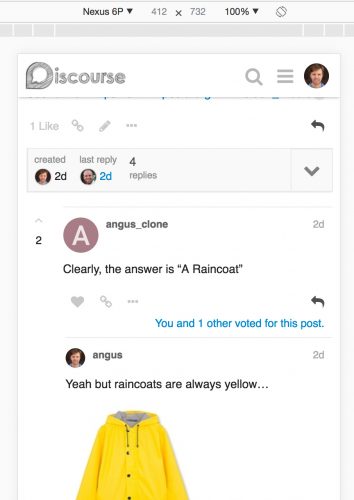 Nexus 6P ▼ 412 × 732 100% ▼
Discourse
1 Like
created last reply 4
2d 2d replies
angus_clone 2d
2
A
Clearly, the answer is “A Raincoat”
You and 1 other voted for this post.
angus 2d
Yeah but raincoats are always yellow…